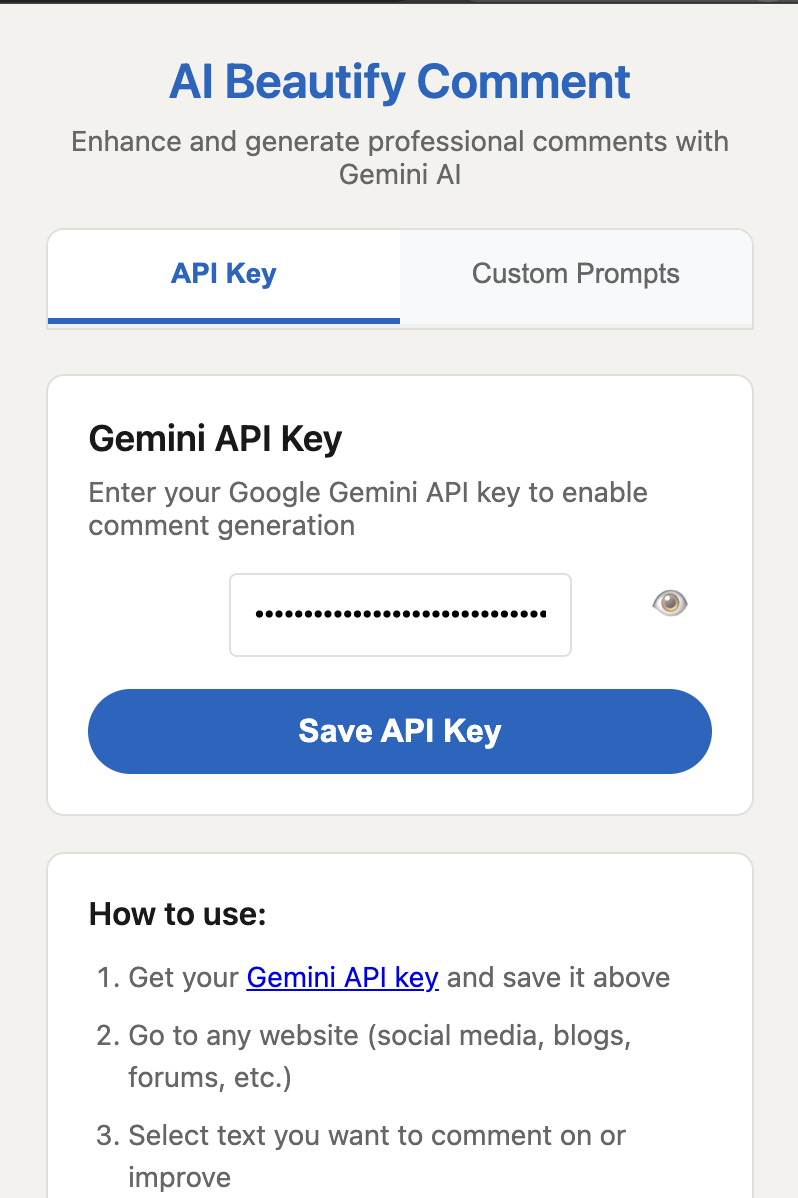 AI Beautify Comment
Enhance and generate professional comments with
Gemini AI
API Key
Custom Prompts
Gemini API Key
Enter your Google Gemini API key to enable
comment generation
••••••••••••••••••••••••••••••
Save API Key
How to use:
1. Get your Gemini API key and save it above
2. Go to any website (social media, blogs,
forums, etc.)
3. Select text you want to comment on or
improve